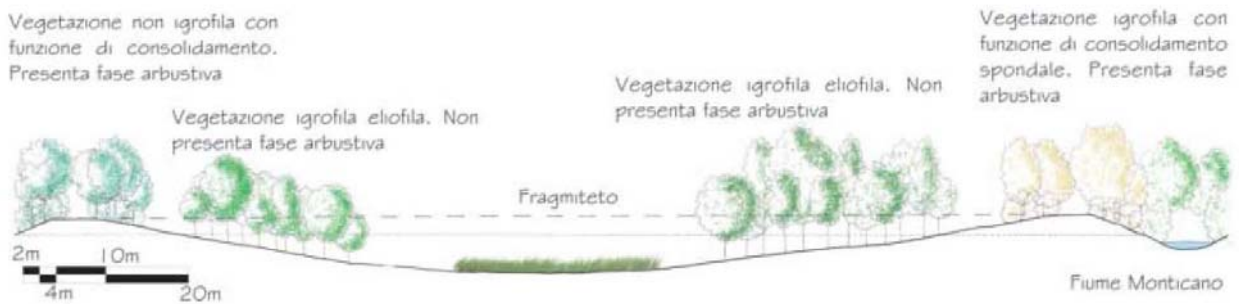 Vegetazione non igrofila con
funzione di consolidamento.
Presenta fase arbustiva
Vegetazione igrofila eliofila. Non
presenta fase arbustiva
Fragmiteto
Vegetazione igrofila eliofila. Non
presenta fase arbustiva
Vegetazione igrofila con
funzione di consolidamento
spondale. Presenta fase
arbustiva
2m 10m
4m 20m
Fiume Monticano